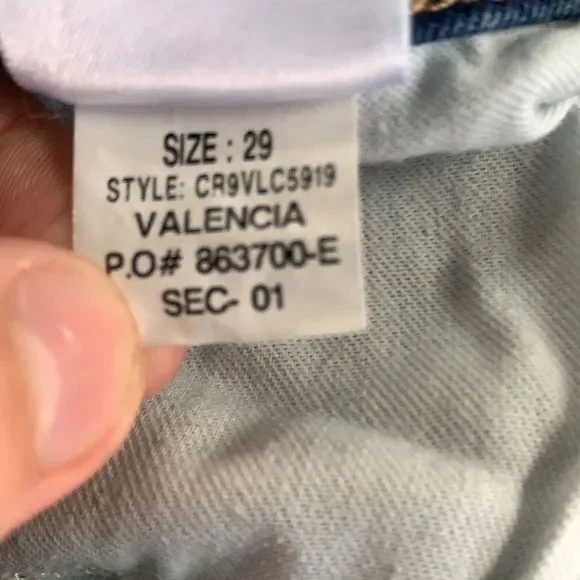 SIZE : 29
STYLE: CR9VLC5919
VALENCIA
P.O# 863700-E
SEC- 01